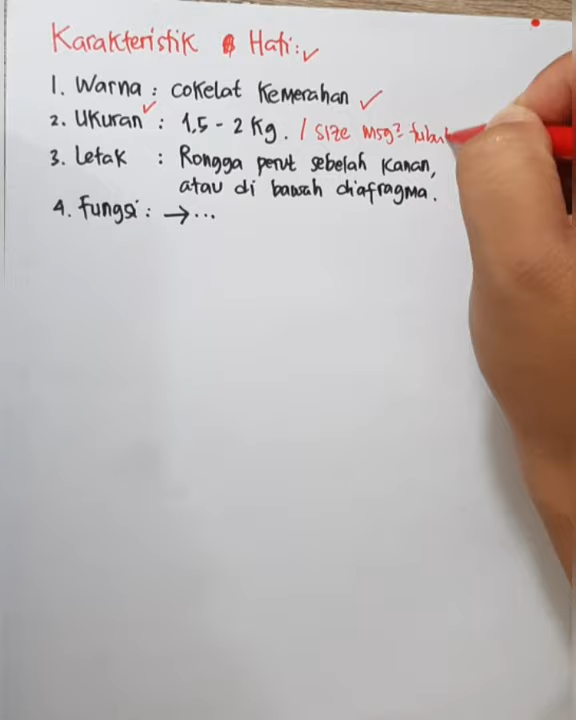 Karakteristik Hati:
1. Warna : cokelat kemerahan
2. Ukuran : 1,5 - 2 Kg. / size msg²
3. Letak : Rongga perut sebelah kanan,
atau di bawah diafragma.
4. Fungsi : → ...